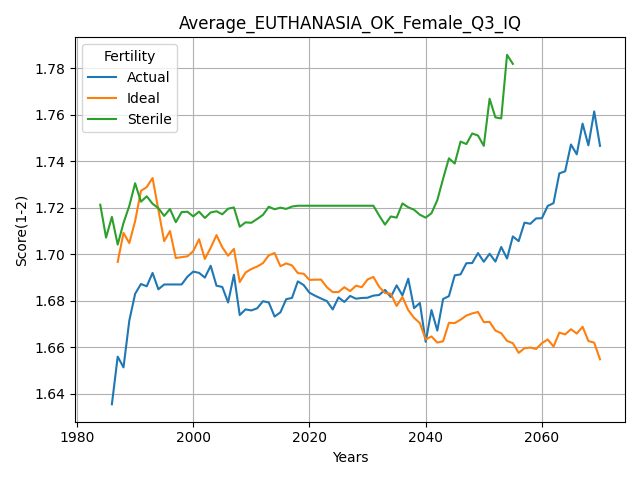 Average_EUTHANASIA_OK_Female_Q3_IQ
Fertility
Actual
Ideal
Sterile
1.78
1.76
1.74
1.72
1.70
1.68
1.66
1.64
Score(1-2)
1980 2000 2020 2040 2060
Years